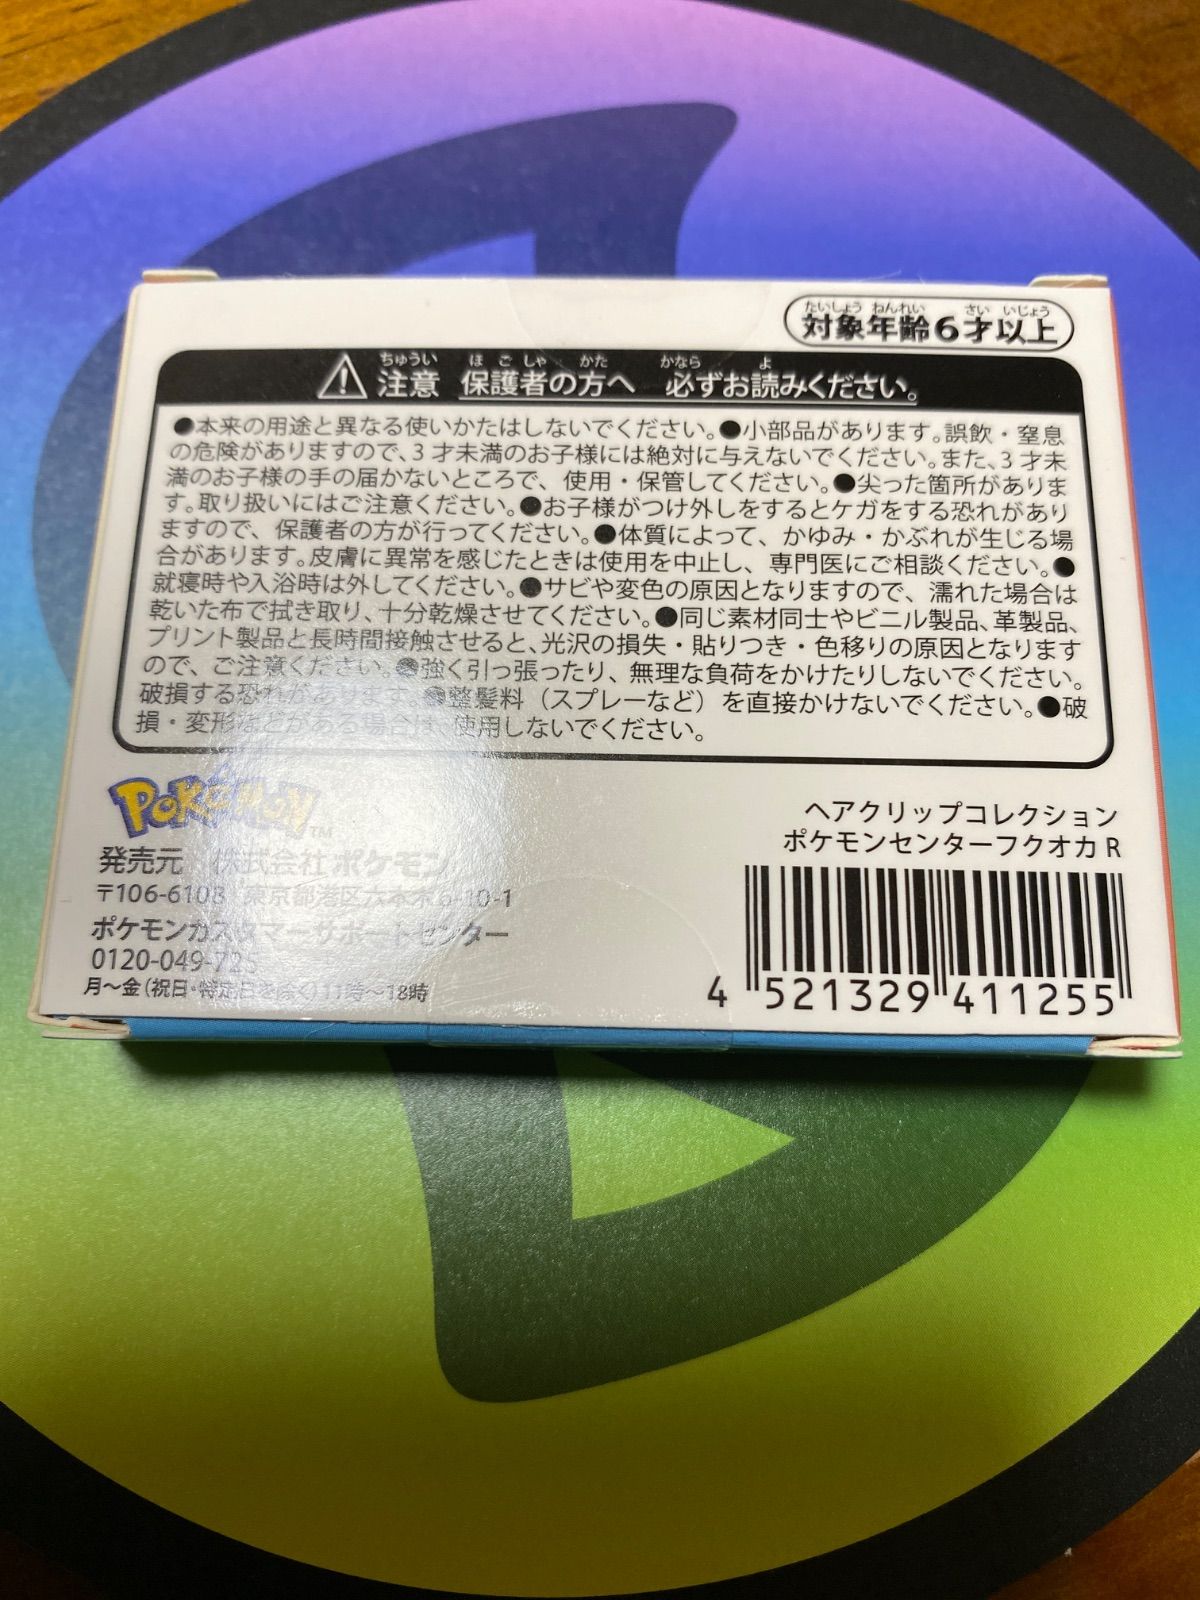 たいしょう ねんれい さい いじょう
対象年齢6才以上
ちゅうい ほごしゃ かた かなら よ
注意 保護者の方へ 必ずお読みください。
●本来の用途と異なる使いかたはしないでください。●小部品があります。誤飲・窒息
の危険がありますので、3才未満のお子様には絶対に与えないでください。また、3才未
満のお子様の手の届かないところで、使用・保管してください。●尖った箇所がありま
す。取り扱いにはご注意ください。●お子様がつけ外しをするとケガをする恐れがあり
ますので、保護者の方が行ってください。●体質によって、かゆみ・かぶれが生じる場
合があります。皮膚に異常を感じたときは使用を中止し、専門医にご相談ください。●
就寝時や入浴時は外してください。●サビや変色の原因となりますので、濡れた場合は
乾いた布で拭き取り、十分乾燥させてください。●同じ素材同士やビニル製品、革製品、
プリント製品と長時間接触させると、光沢の損失・貼りつき・色移りの原因となります
ので、ご注意ください。●強く引っ張ったり、無理な負荷をかけたりしないでください。
破損する恐れがあります。●整髪料（スプレーなど）を直接かけないでください。●破
損・変形などがある場合は、使用しないでください。
POKéMON TM
発売元 株式会社ポケモン
〒106-6108 東京都港区六本木6-10-1
ポケモンカスタマーサポートセンター
0120-049-725
月～金（祝日・特定日を除く）11時～18時
ヘアクリップコレクション
ポケモンセンターフクオカR
4 521329 411255